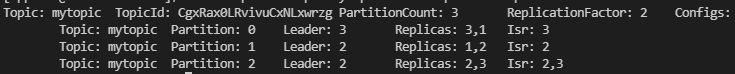 Topic: mytopic TopicId: CgxRax0LRvivuCxNLxwrzg PartitionCount: 3 ReplicationFactor: 2 Configs:
Topic: mytopic Partition: 0 Leader: 3 Replicas: 3,1 Isr: 3
Topic: mytopic Partition: 1 Leader: 2 Replicas: 1,2 Isr: 2
Topic: mytopic Partition: 2 Leader: 2 Replicas: 2,3 Isr: 2,3